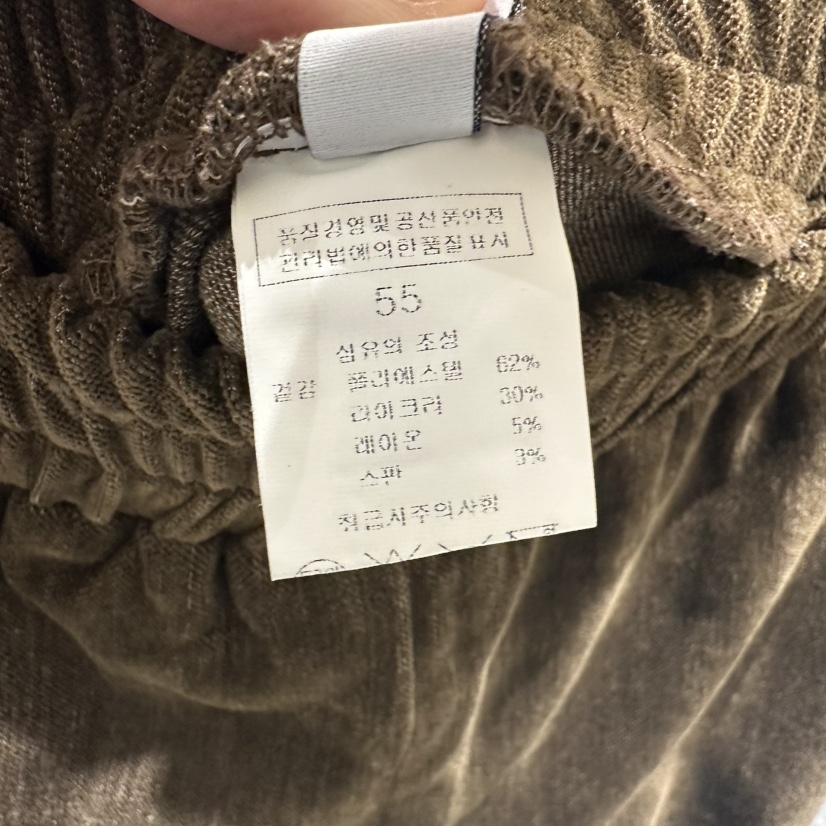 품질경영및공산품안전
관리법에의한품질표시
55
섬유의 조성
겉감 폴리에스텔 62%
라이크라 30%
레이온 5%
스판 3%
취급시주의사항